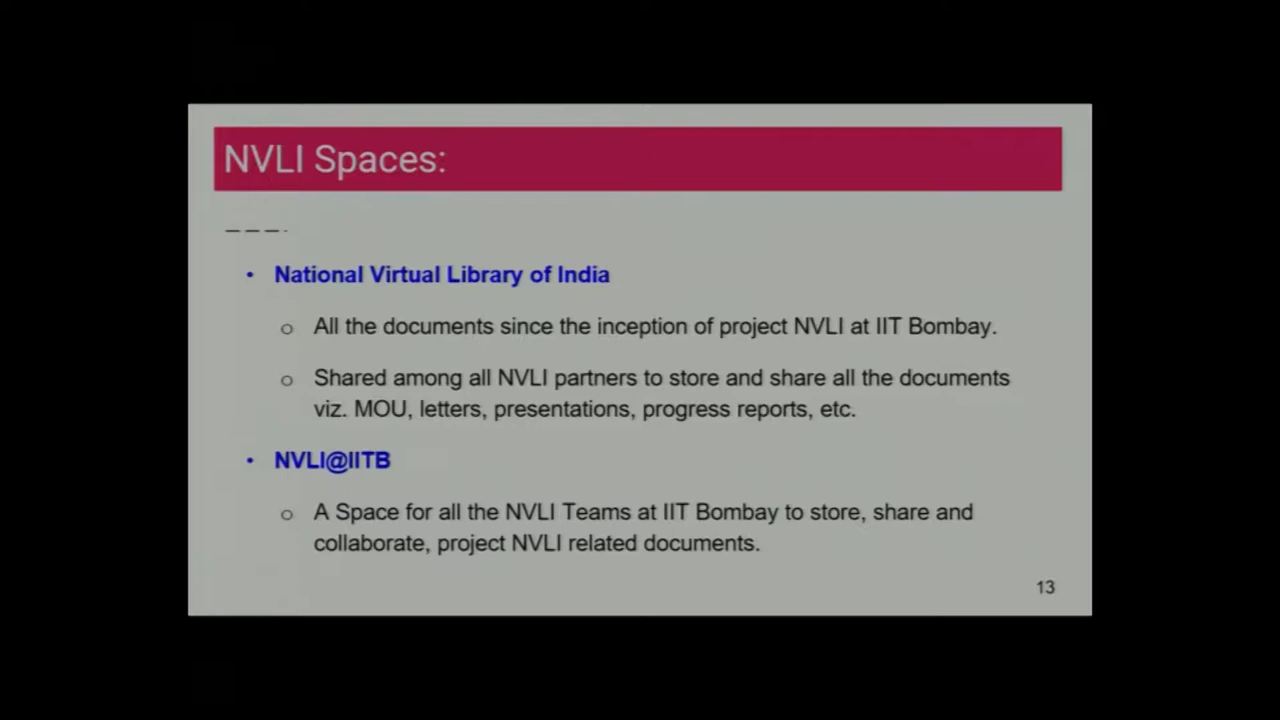 NVLI Spaces:
• National Virtual Library of India
o All the documents since the inception of project NVLI at IIT Bombay.
o Shared among all NVLI partners to store and share all the documents
viz. MOU, letters, presentations, progress reports, etc.
• NVLI@IITB
o A Space for all the NVLI Teams at IIT Bombay to store, share and
collaborate, project NVLI related documents.
13